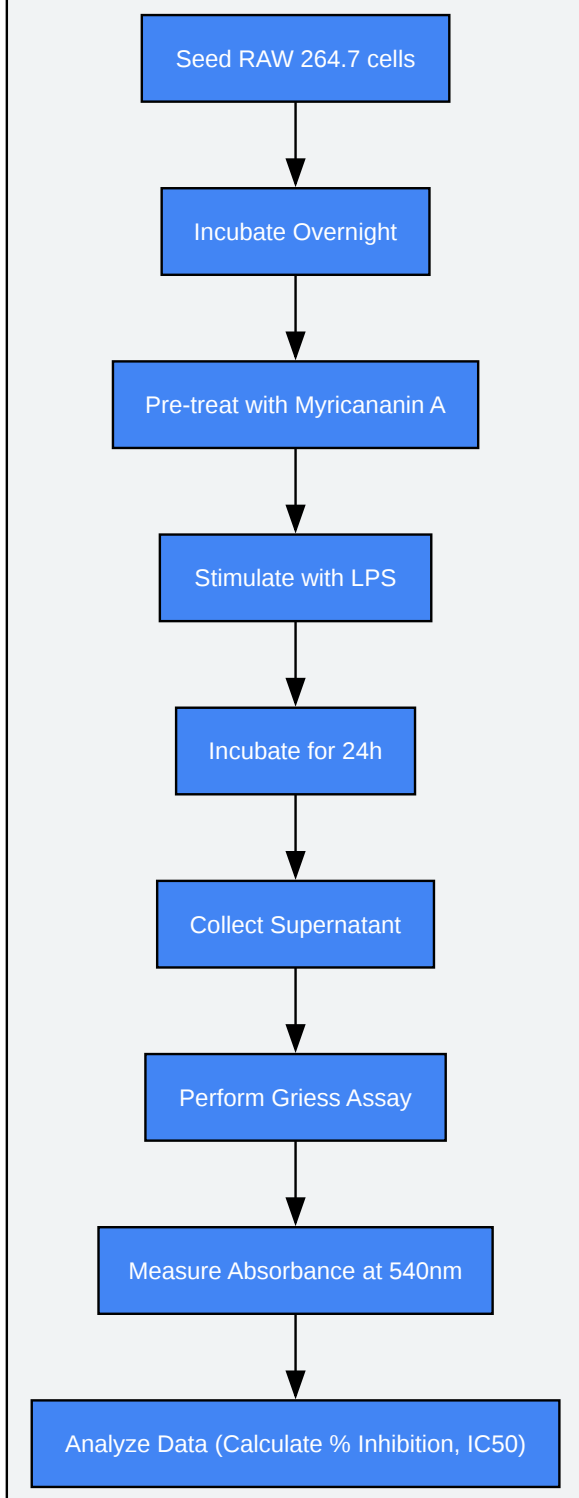 Seed RAW 264.7 cells
Incubate Overnight
Pre-treat with Myricananin A
Stimulate with LPS
Incubate for 24h
Collect Supernatant
Perform Griess Assay
Measure Absorbance at 540nm
Analyze Data (Calculate % Inhibition, IC50)